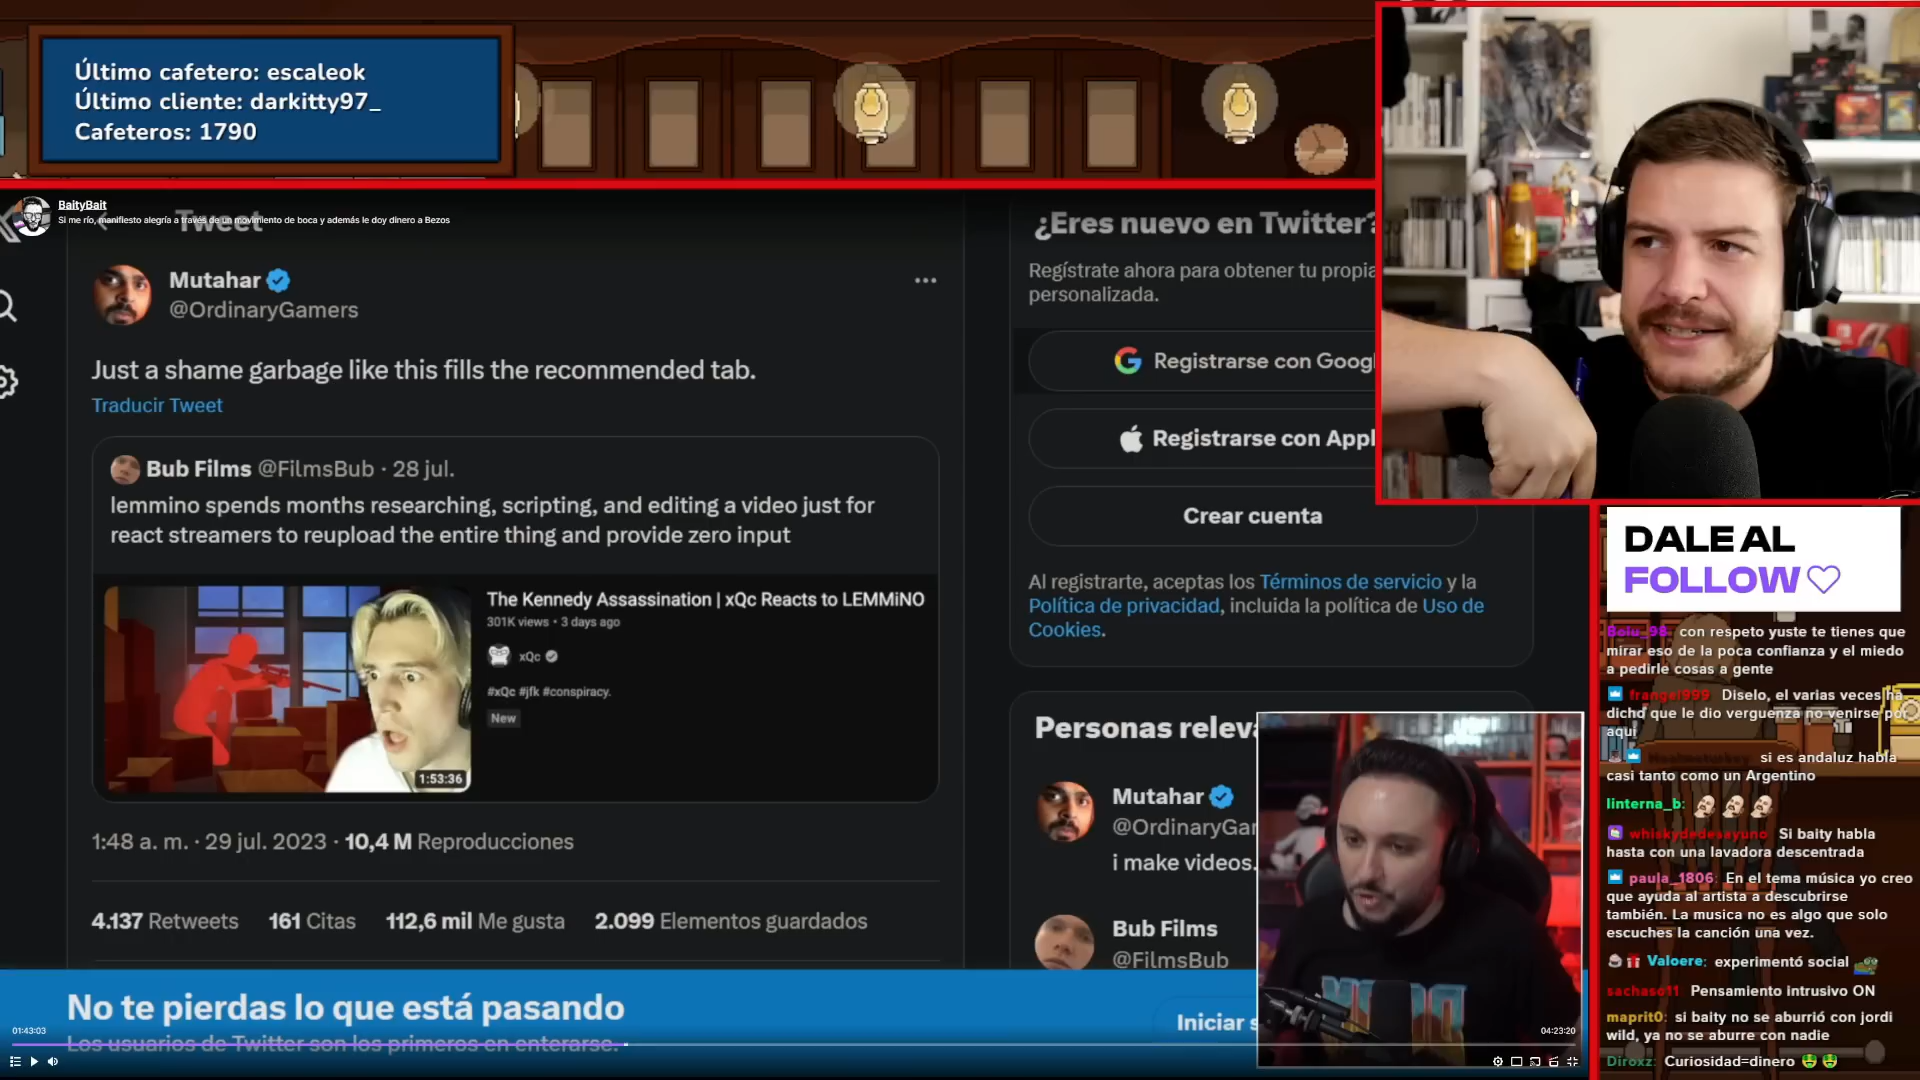 Último cafetero: escaleok
Último cliente: darkitty97_
Cafeteros: 1790
BaityBait
Si me río, manifiesto alegría a través de un movimiento de boca y además le doy dinero a Bezos
Tweet
Mutahar
@OrdinaryGamers
Just a shame garbage like this fills the recommended tab.
Traducir Tweet
Bub Films @FilmsBub · 28 jul.
lemmino spends months researching, scripting, and editing a video just for
react streamers to reupload the entire thing and provide zero input
The Kennedy Assassination | xQc Reacts to LEMMiNO
301K views • 3 days ago
xQc
#xQc #jfk #conspiracy.
New
1:53:36
1:48 a. m. · 29 jul. 2023 · 10,4 M Reproducciones
4.137 Retweets 161 Citas 112,6 mil Me gusta 2.099 Elementos guardados
¿Eres nuevo en Twitter?
Regístrate ahora para obtener tu propia
personalizada.
Registrarse con Googl
Registrarse con Appl
Crear cuenta
Al registrarte, aceptas los Términos de servicio y la
Política de privacidad, incluida la política de Uso de
Cookies.
Personas releva
Mutahar
@OrdinaryGar
i make videos.
Bub Films
@FilmsBub
No te pierdas lo que está pasando
Los usuarios de Twitter son los primeros en enterarse.
Iniciar s
01:43:03
04:23:20
DALE AL
FOLLOW
Boiu_98: con respeto yuste te tienes que
mirar eso de la poca confianza y el miedo
a pedirle cosas a gente
frangel999: Diselo, el varias veces ha
dicho que le dio verguenza no venirse por
aqui
si es andaluz habla
casi tanto como un Argentino
linterna_b:
whiskydedesayuno: Si baity habla
hasta con una lavadora descentrada
paula_1806: En el tema música yo creo
que ayuda al artista a descubrirse
también. La musica no es algo que solo
escuches la canción una vez.
Valoere: experimentó social
sachaso11: Pensamiento intrusivo ON
maprit0: si baity no se aburrió con jordi
wild, ya no se aburre con nadie
Diroxz: Curiosidad=dinero